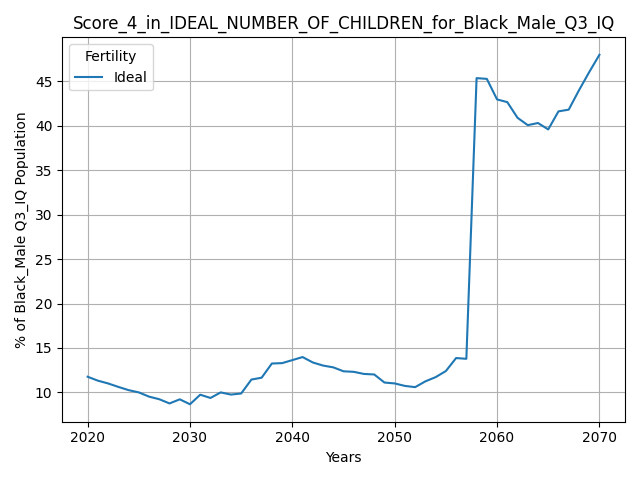 Score_4_in_IDEAL_NUMBER_OF_CHILDREN_for_Black_Male_Q3_IQ
Fertility
Ideal
% of Black_Male Q3_IQ Population
45
40
35
30
25
20
15
10
2020 2030 2040 2050 2060 2070
Years